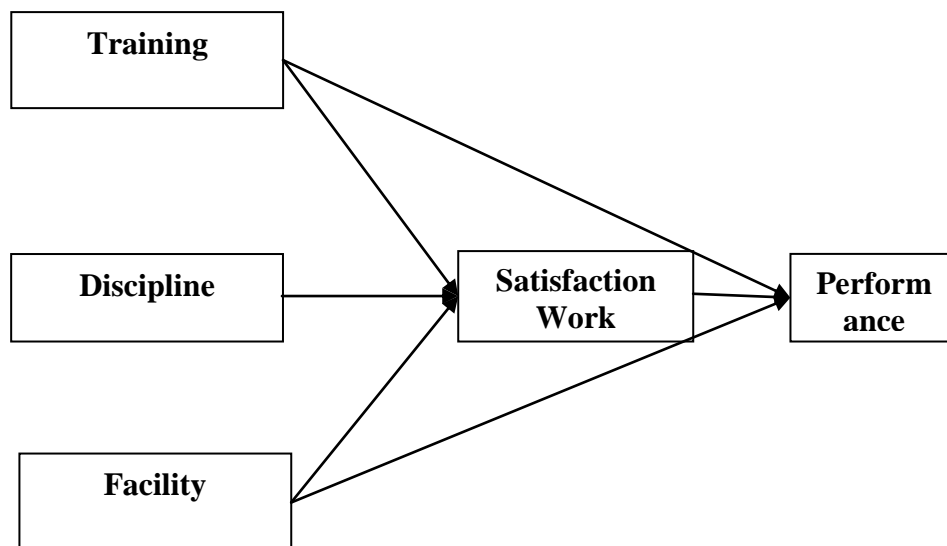 Training
Discipline
Satisfaction
Work
Perform
ance
Facility